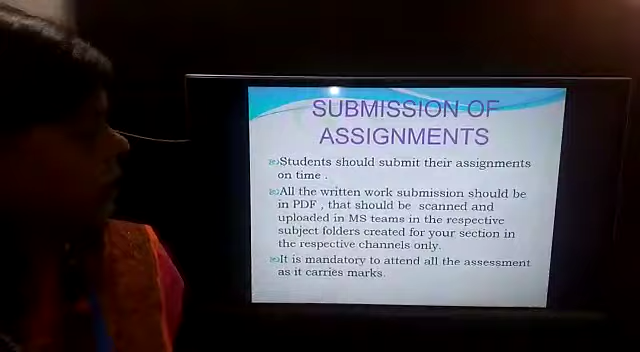 SUBMISSION OF
ASSIGNMENTS
Students should submit their assignments
on time .
All the written work submission should be
in PDF , that should be scanned and
uploaded in MS teams in the respective
subject folders created for your section in
the respective channels only.
It is mandatory to attend all the assessment
as it carries marks.